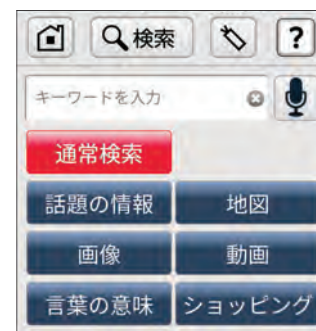 検索 ?
キーワードを入力
通常検索
話題の情報 地図
画像 動画
言葉の意味 ショッピング